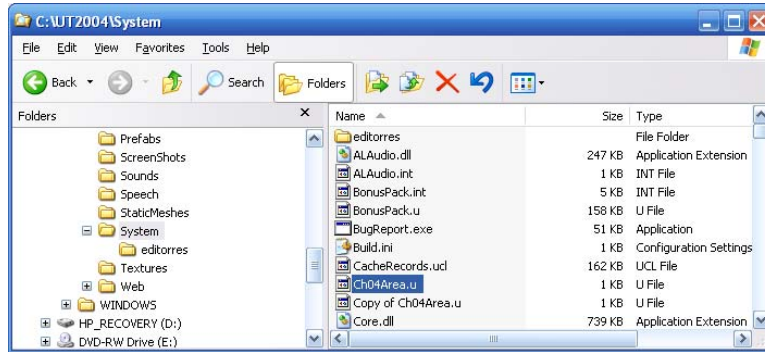 C:\UT2004\System
File Edit View Favorites Tools Help
Back Search Folders
Folders x Name Size Type
Prefabs editorres File Folder
ScreenShots ALAudio.dll 247 KB Application Extension
Sounds ALAudio.int 1 KB INT File
Speech BonusPack.int 5 KB INT File
StaticMeshes BonusPack.u 158 KB U File
System BugReport.exe 51 KB Application
editorres Build.ini 1 KB Configuration Settings
Textures CacheRecords.ucl 162 KB UCL File
Web Ch04Area.u 1 KB U File
WINDOWS Copy of Ch04Area.u 1 KB U File
HP_RECOVERY (D:) Core.dll 739 KB Application Extension
DVD-RW Drive (E:)